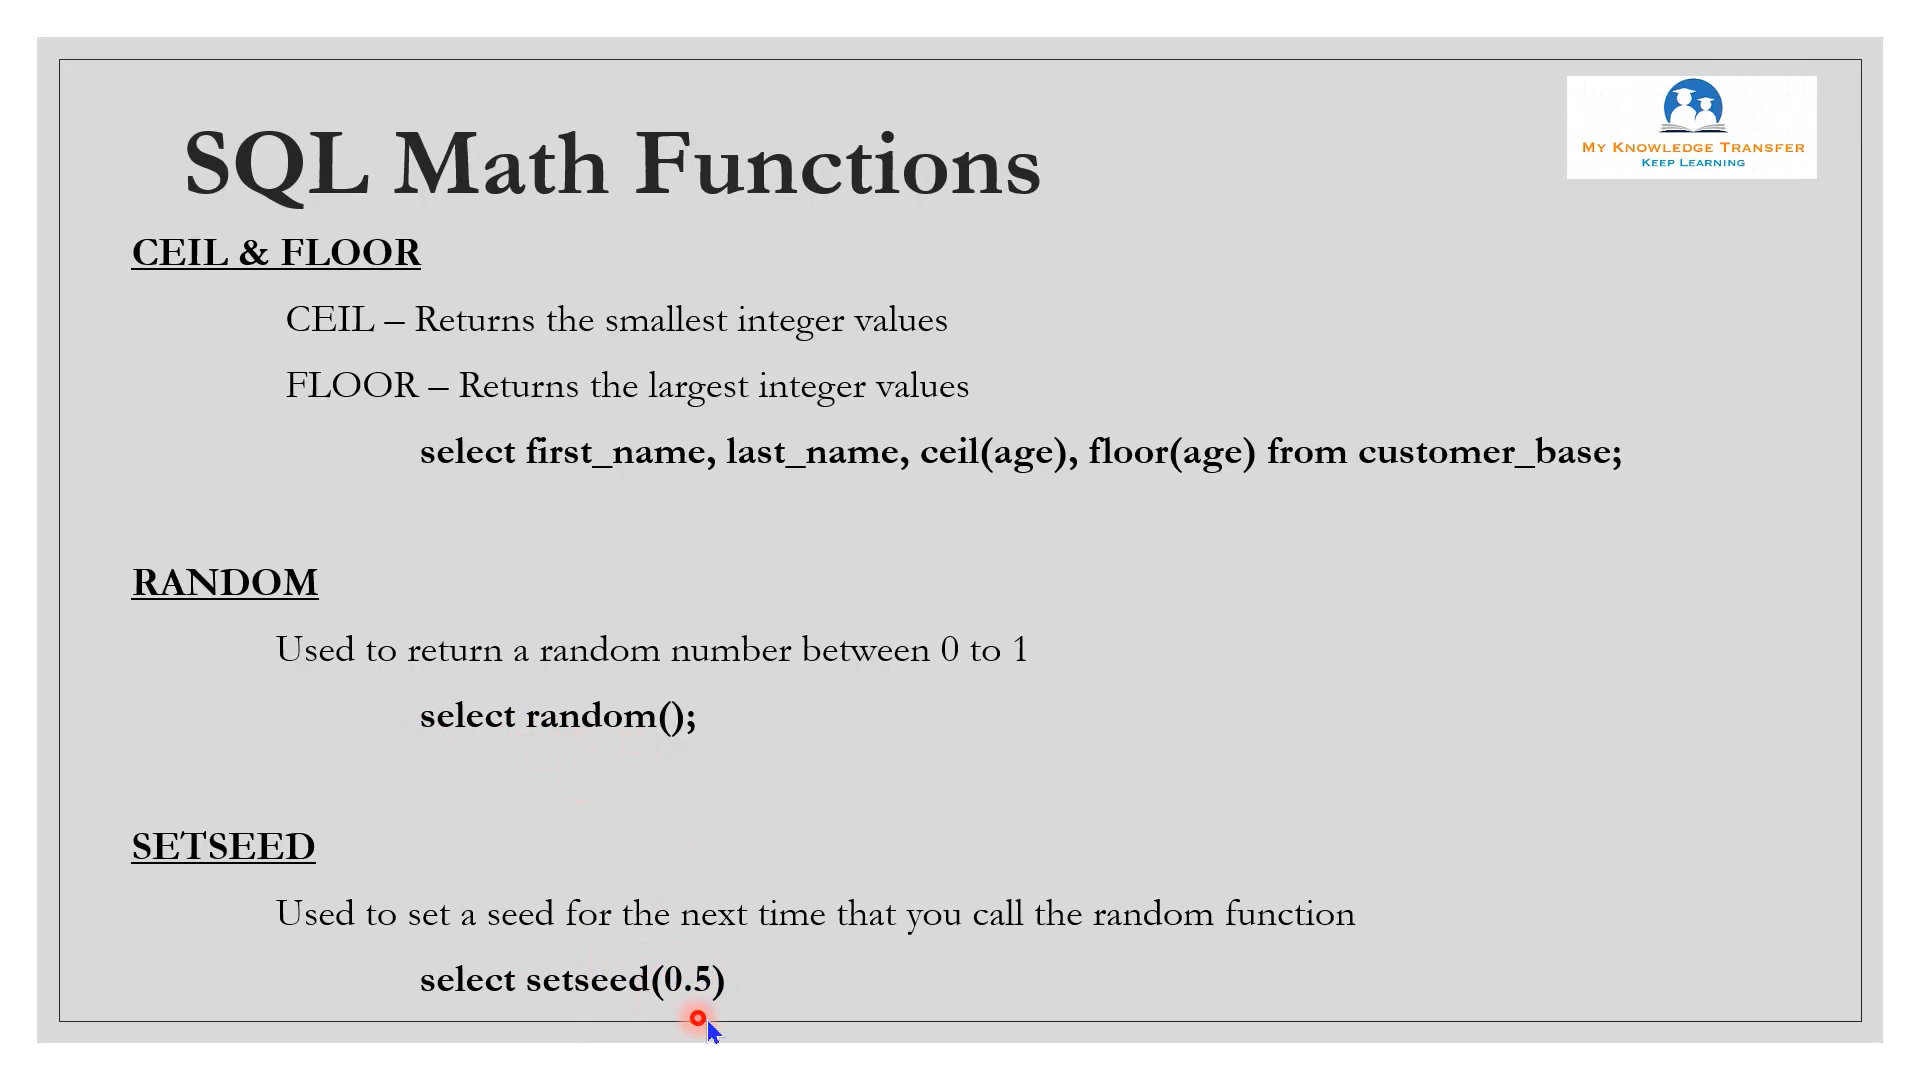 SQL Math Functions
MY KNOWLEDGE TRANSFER
KEEP LEARNING
CEIL & FLOOR
CEIL – Returns the smallest integer values
FLOOR – Returns the largest integer values
select first_name, last_name, ceil(age), floor(age) from customer_base;
RANDOM
Used to return a random number between 0 to 1
select random();
SETSEED
Used to set a seed for the next time that you call the random function
select setseed(0.5)